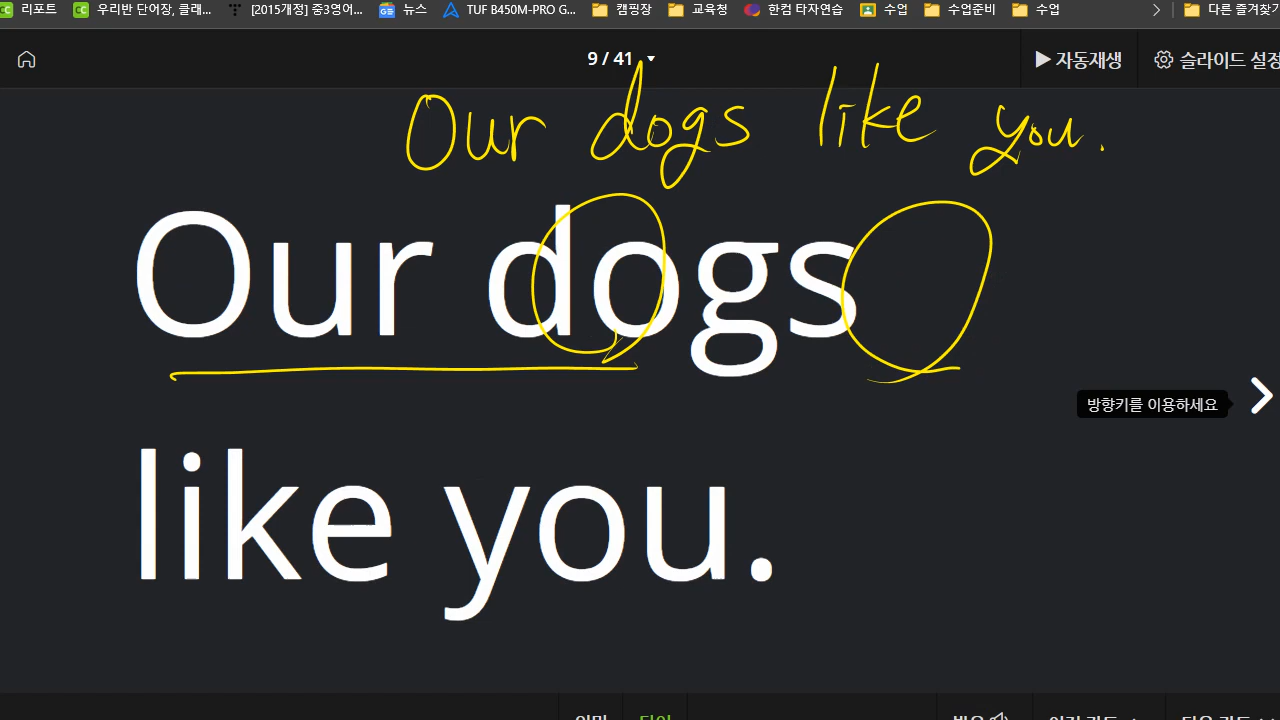 리포트 우리반 단어장, 클래... [2015개정] 중3영어... 뉴스 TUF B450M-PRO G... 캠핑장 교육청 한컴 타자연습 수업 수업준비 수업 다른 즐겨찾기
9 / 41 자동재생 슬라이드 설정
Our dogs like you.
Our dogs
방향키를 이용하세요
like you.